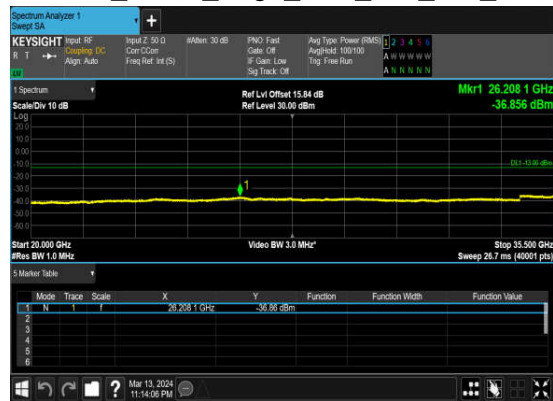 Spectrum Analyzer 1
Swept SA
+
KEYSIGHT Input: RF Input Z: 50 Ω #Atten: 30 dB PNO: Fast Avg Type: Power (RMS) 1 2 3 4 5 6
R T Coupling: DC Corr CCorr Gate: Off Avg|Hold: 100/100 A W W W W W
Align: Auto Freq Ref: Int (S) IF Gain: Low Trig: Free Run
Sig Track: Off A N N N N N
1 Spectrum Ref Lvl Offset 15.84 dB Mkr1 26.208 1 GHz
Scale/Div 10 dB Ref Level 30.00 dBm -36.856 dBm
Log
20.0
10.0
0.00
-10.0
DL1 -13.00 dBm
-20.0
-30.0
1
-40.0
-50.0
-60.0
Start 20.000 GHz Video BW 3.0 MHz* Stop 35.500 GHz
#Res BW 1.0 MHz Sweep 26.7 ms (40001 pts)
5 Marker Table
Mode Trace Scale X Y Function Function Width Function Value
1 N 1 f 26.208 1 GHz -36.86 dBm
2
3
4
5
6
? Mar 13, 2024
11:14:06 PM